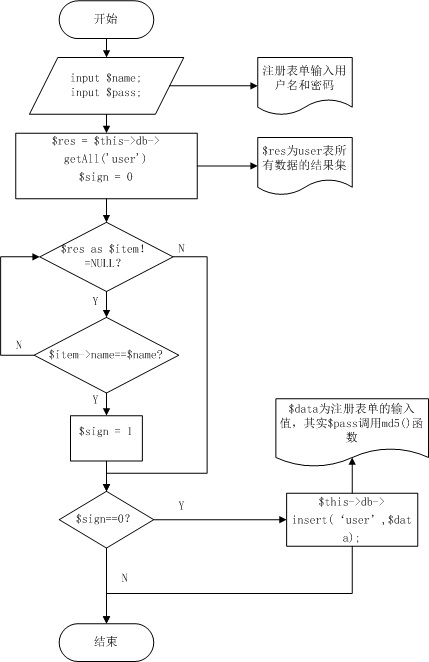 开始
input $name;
input $pass;
注册表单输入用
户名和密码
$res = $this->db->
getAll('user')
$sign = 0
$res为user表所
有数据的结果集
$res as $item!
=NULL?
N
Y
N
$item->name==$name?
Y
$sign = 1
$data为注册表单的输入
值，其实$pass调用md5()函
数
$sign==0?
Y
$this->db->
insert(‘user’,$dat
a);
N
结束